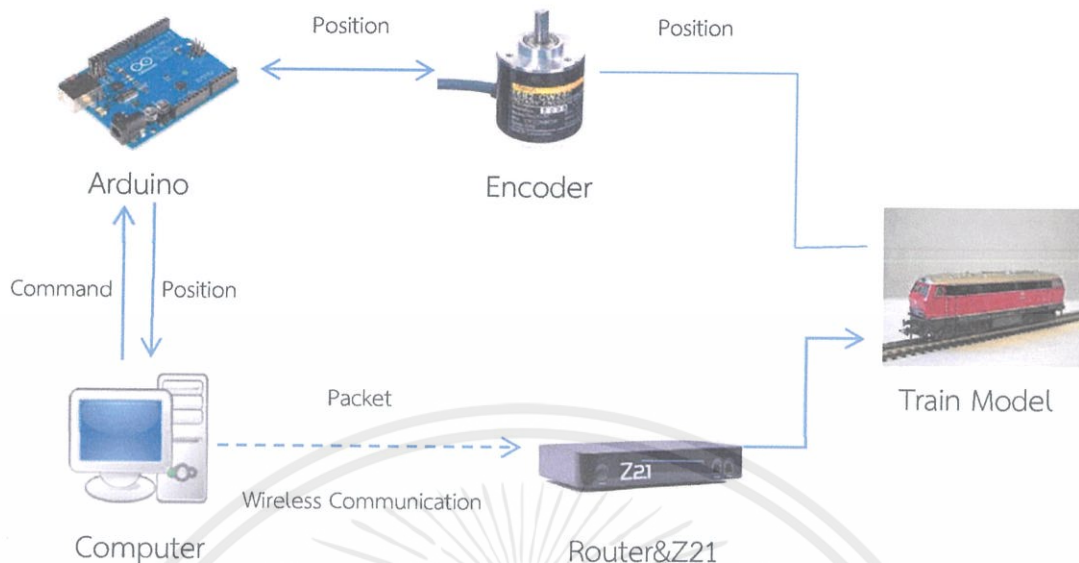 Position
Position
Arduino
Encoder
Command
Position
Packet
Z21
Train Model
Wireless Communication
Computer
Router&Z21